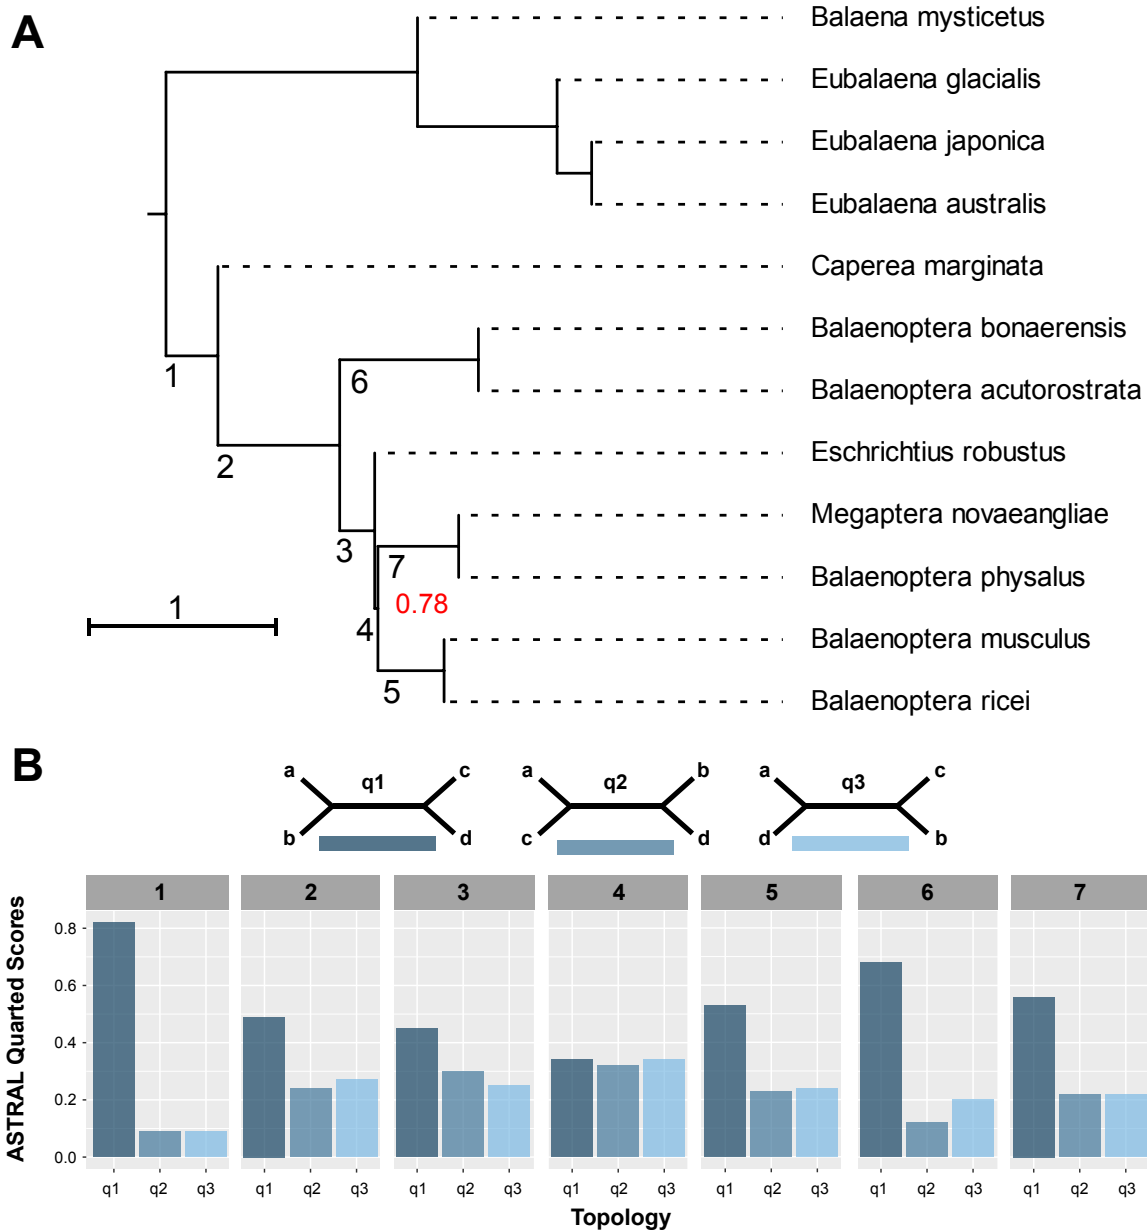 A
Balaena mysticetus
Eubalaena glacialis
Eubalaena japonica
Eubalaena australis
Caperea marginata
Balaenoptera bonaerensis
1
6
Balaenoptera acutorostrata
2
Eschrichtius robustus
Megaptera novaeangliae
3
7
Balaenoptera physalus
1
0.78
4
Balaenoptera musculus
5
Balaenoptera ricei
B
a q1 c
b d
a q2 b
c d
a q3 c
d b
1 2 3 4 5 6 7
ASTRAL Quarted Scores
0.8
0.6
0.4
0.2
0.0
q1 q2 q3 q1 q2 q3 q1 q2 q3 q1 q2 q3 q1 q2 q3 q1 q2 q3 q1 q2 q3
Topology